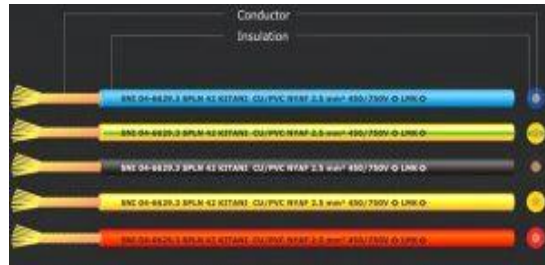 Conductor
Insulation
SNI 04-6629.3 SPLN 42 KITANI CU/PVC NYAF 2.5 mm² 450/750V LMK
SNI 04-6629.3 SPLN 42 KITANI CU/PVC NYAF 2.5 mm² 450/750V LMK
SNI 04-6629.3 SPLN 42 KITANI CU/PVC NYAF 2.5 mm² 450/750V LMK
SNI 04-6629.3 SPLN 42 KITANI CU/PVC NYAF 2.5 mm² 450/750V LMK
SNI 04-6629.3 SPLN 42 KITANI CU/PVC NYAF 2.5 mm² 450/750V LMK